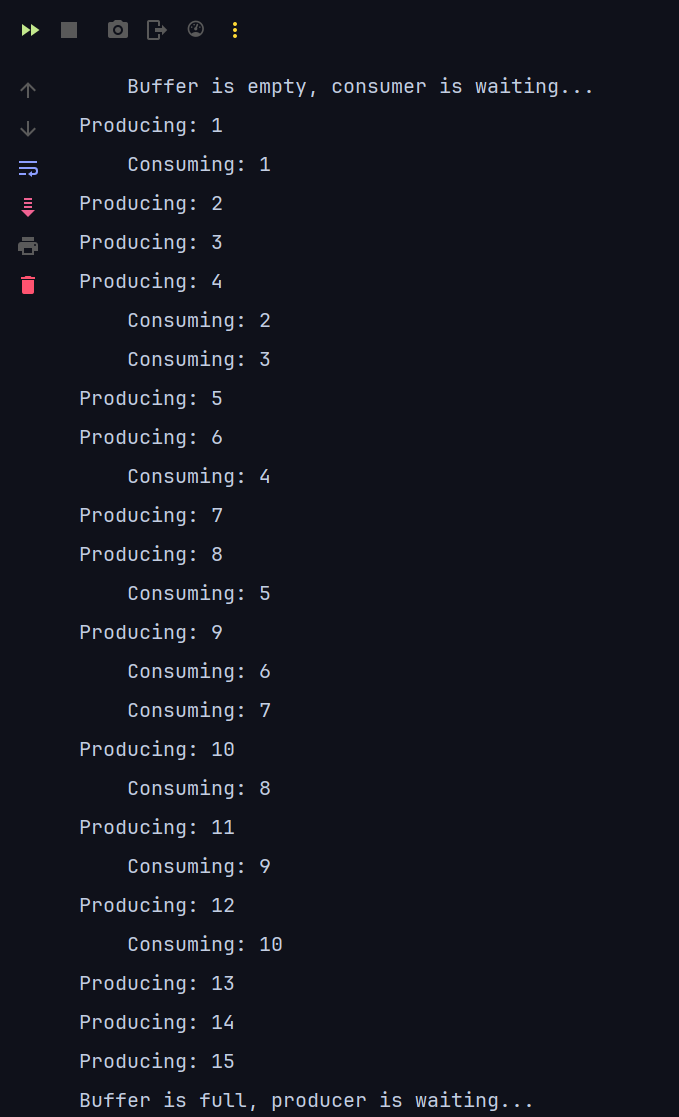 Buffer is empty, consumer is waiting...
Producing: 1
Consuming: 1
Producing: 2
Producing: 3
Producing: 4
Consuming: 2
Consuming: 3
Producing: 5
Producing: 6
Consuming: 4
Producing: 7
Producing: 8
Consuming: 5
Producing: 9
Consuming: 6
Consuming: 7
Producing: 10
Consuming: 8
Producing: 11
Consuming: 9
Producing: 12
Consuming: 10
Producing: 13
Producing: 14
Producing: 15
Buffer is full, producer is waiting...